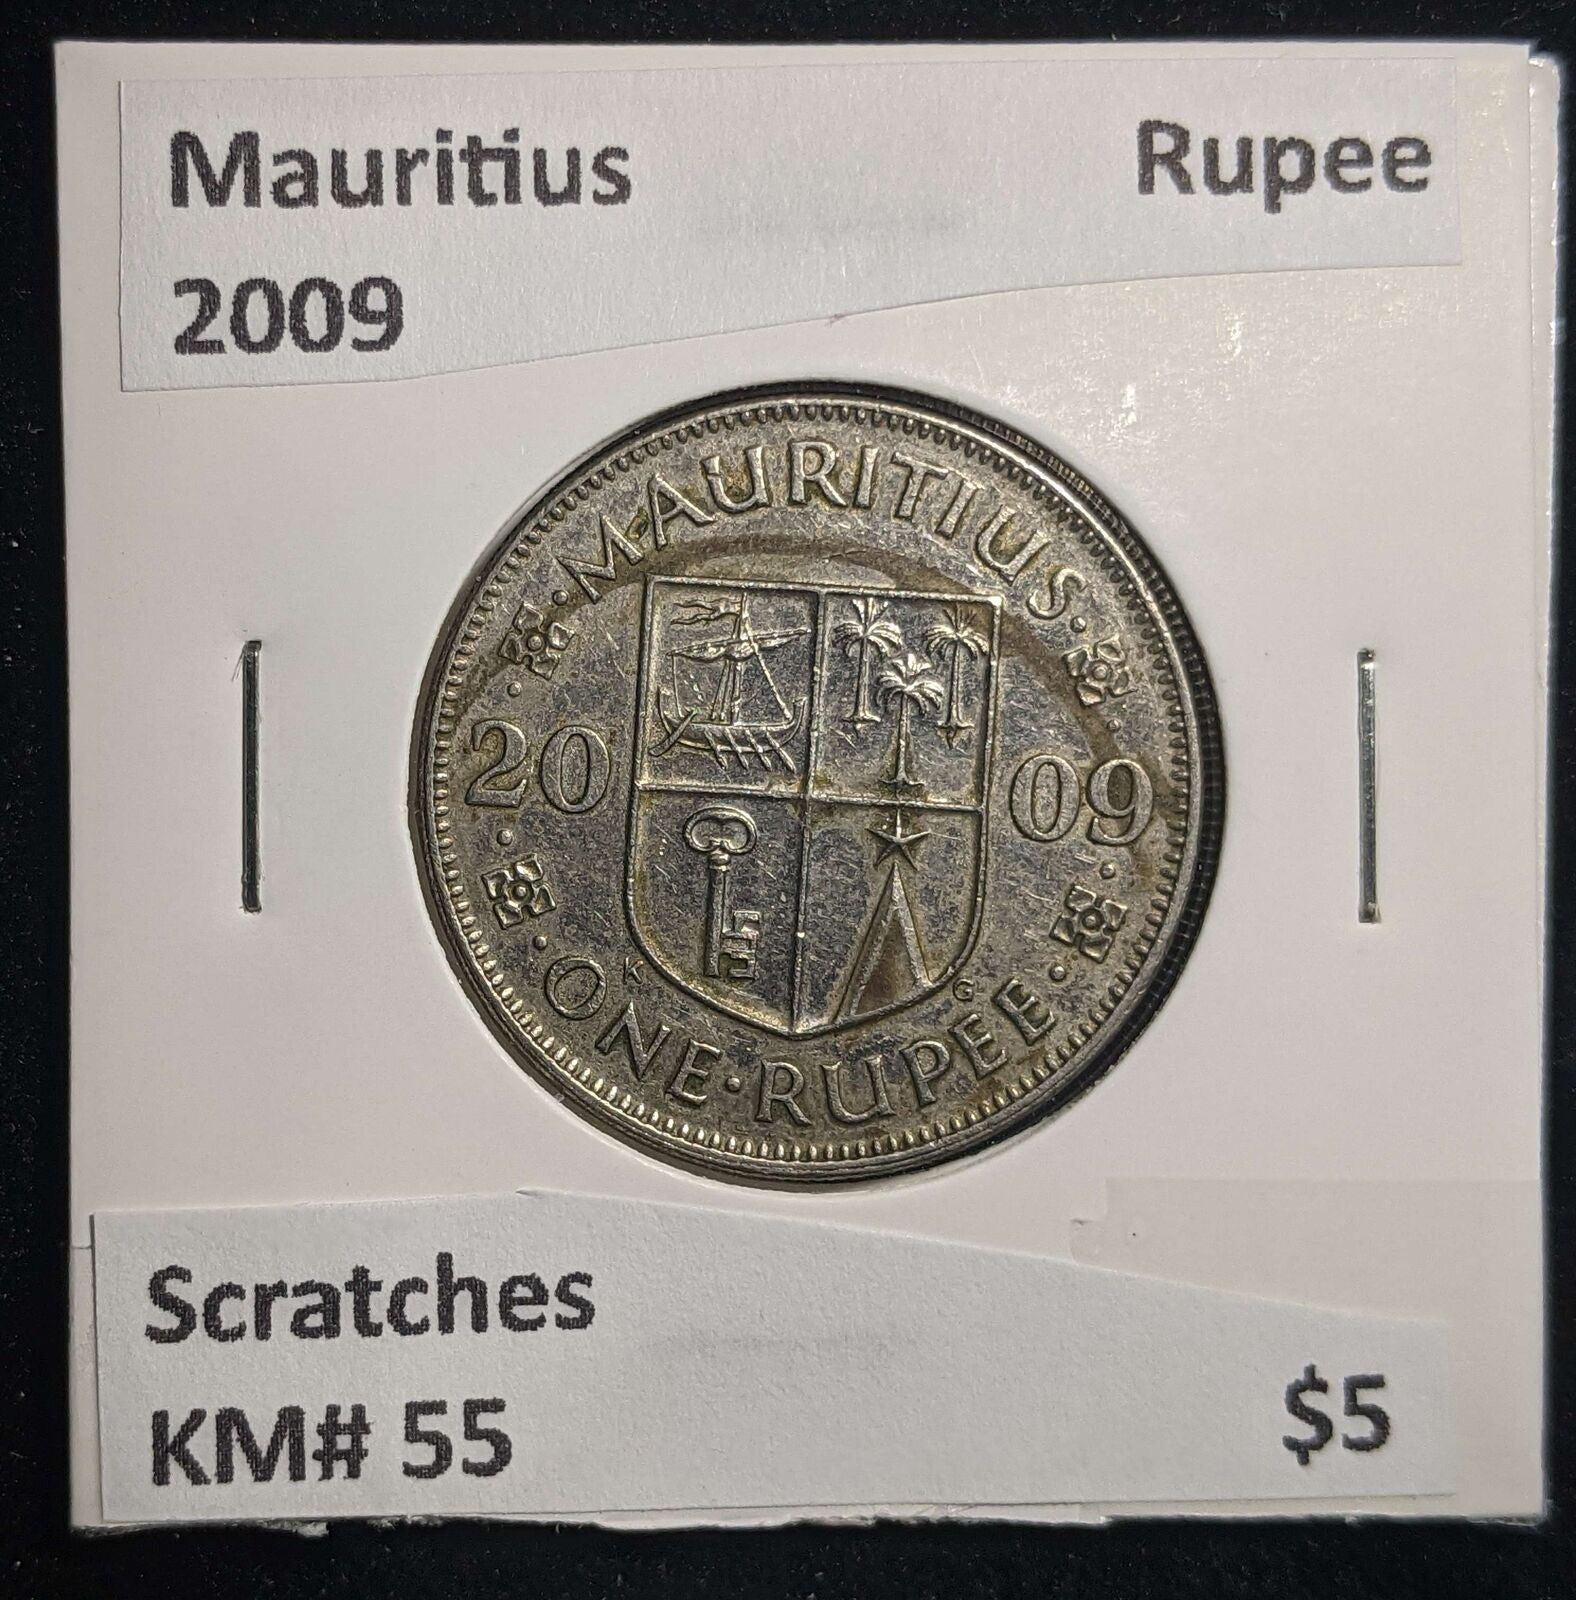 Mauritius Rupee
2009
·MAURITIUS·
20 09
K G
·ONE·RUPEE·
Scratches
KM# 55 $5